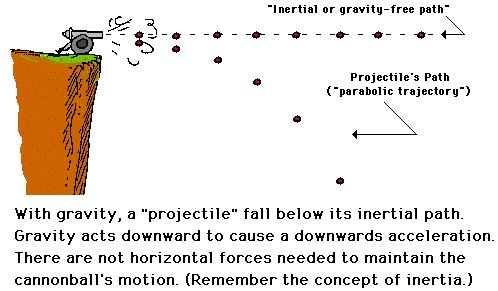 "Inertial or gravity-free path"
Projectile's Path
("parabolic trajectory")
With gravity, a "projectile" fall below its inertial path.
Gravity acts downward to cause a downwards acceleration.
There are not horizontal forces needed to maintain the
cannonball's motion. (Remember the concept of inertia.)